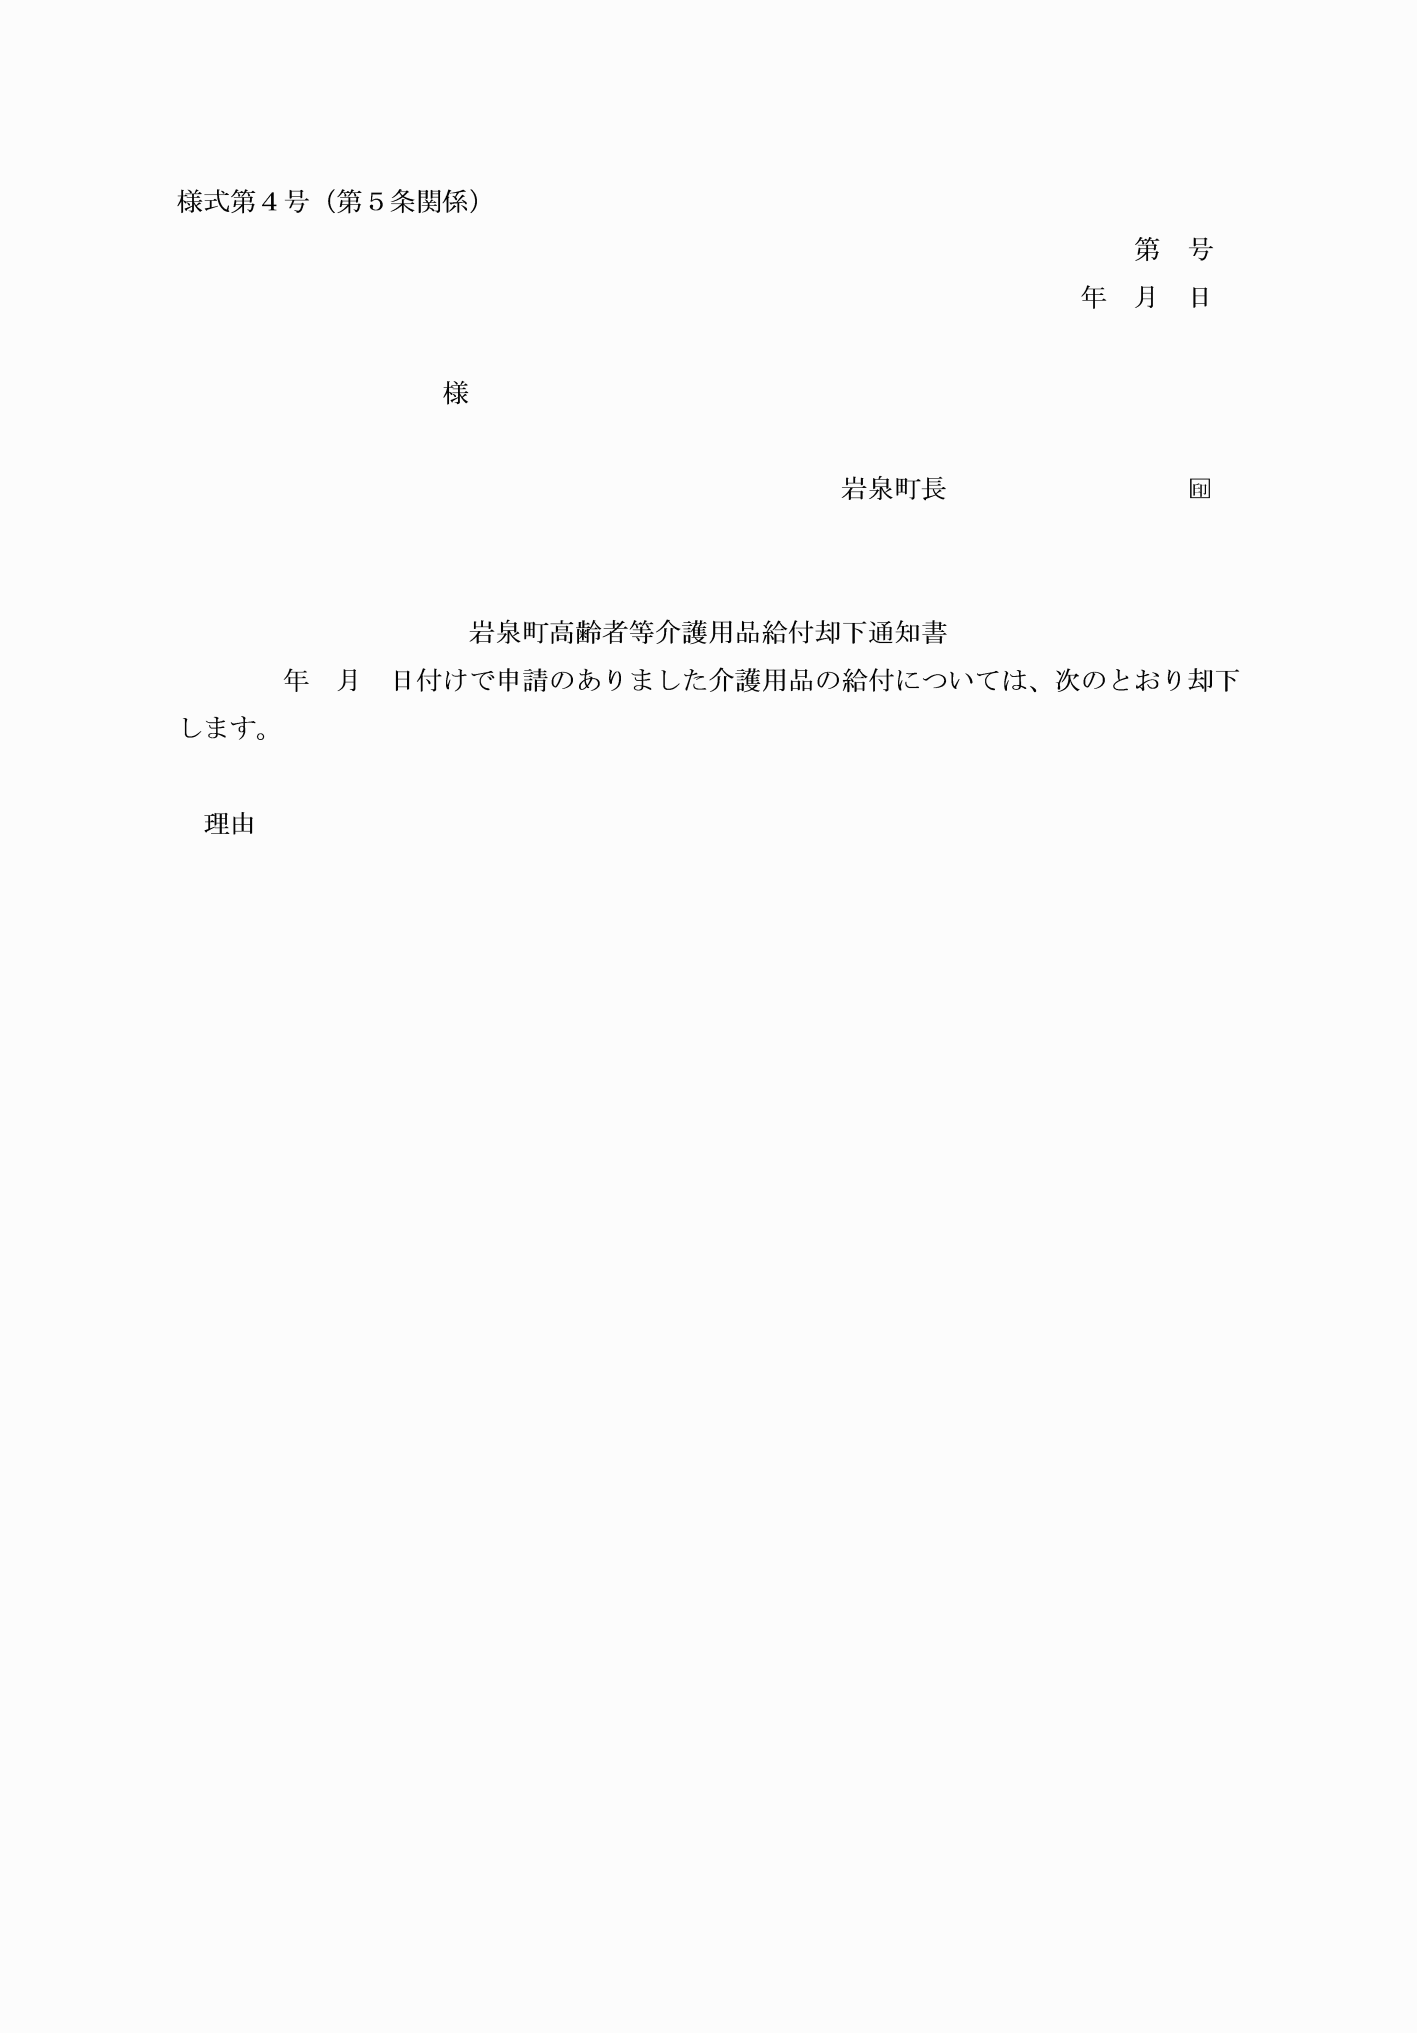 様式第４号（第５条関係）
第　号
年　月　日
様
岩泉町長　　　　　　　　　印
岩泉町高齢者等介護用品給付却下通知書
年　月　日付けで申請のありました介護用品の給付については、次のとおり却下
します。
理由